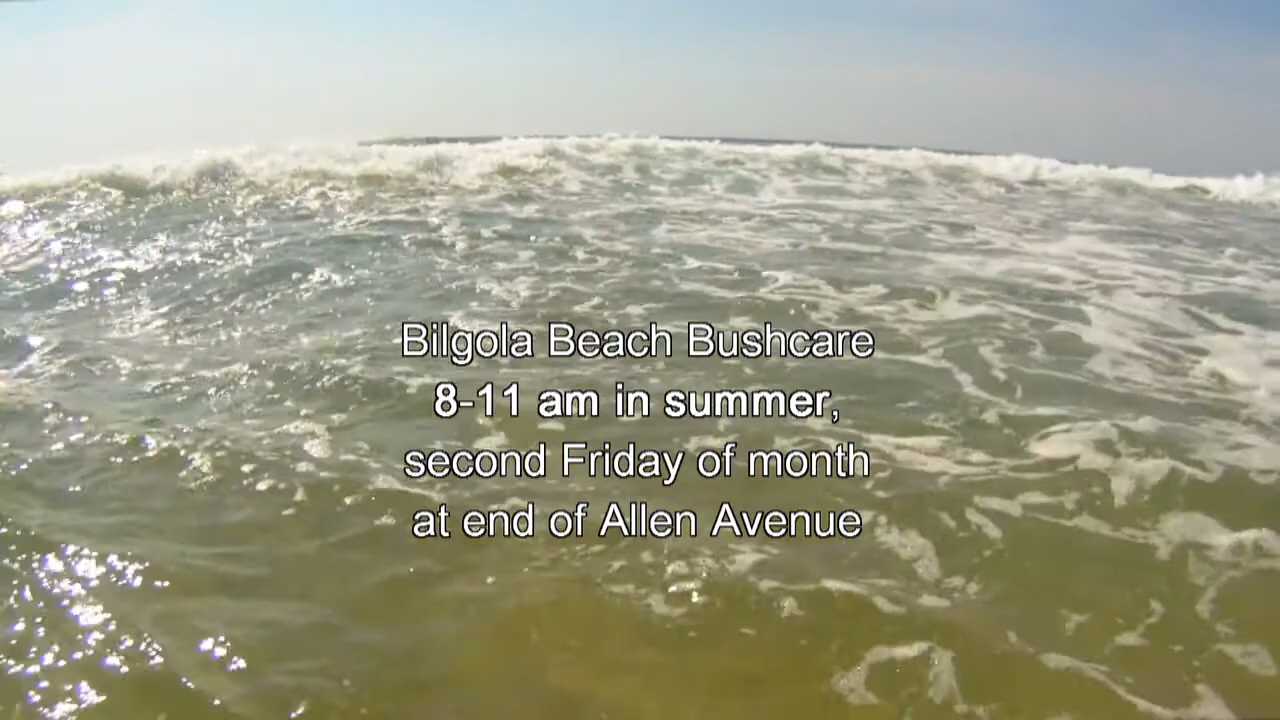 Bilgola Beach Bushcare
8-11 am in summer,
second Friday of month
at end of Allen Avenue